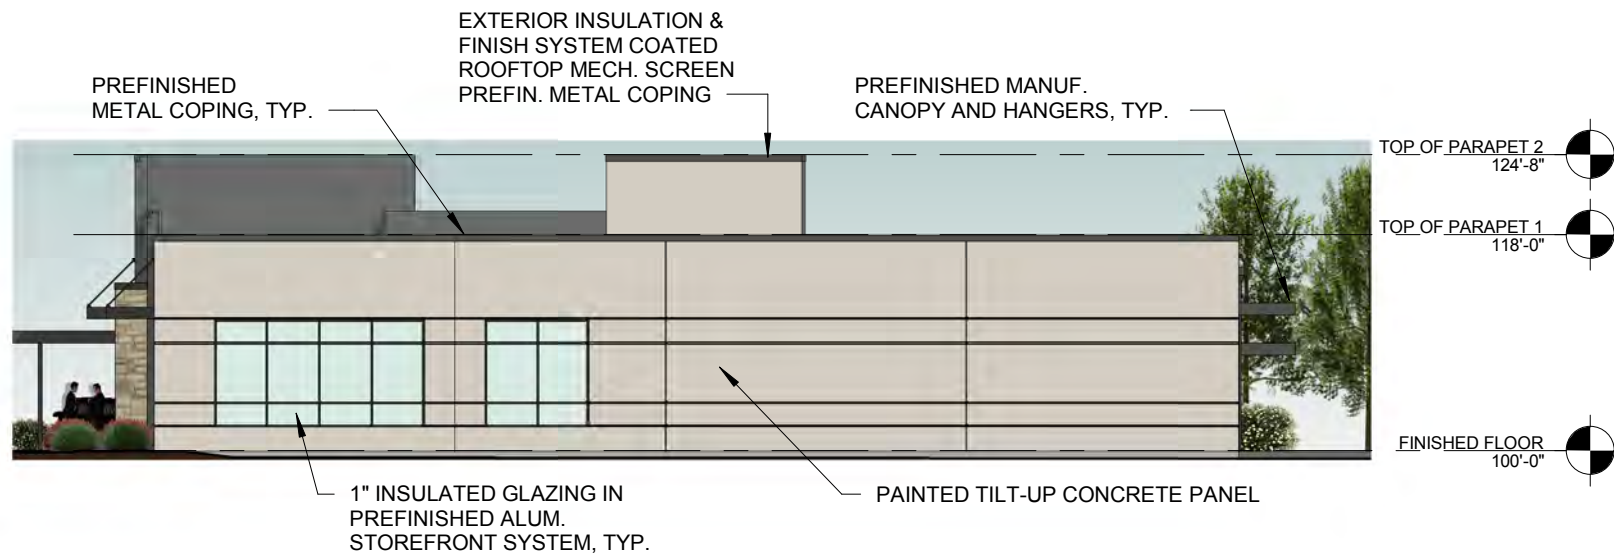 EXTERIOR INSULATION &
FINISH SYSTEM COATED
ROOFTOP MECH. SCREEN
PREFIN. METAL COPING
PREFINISHED
METAL COPING, TYP.
PREFINISHED MANUF.
CANOPY AND HANGERS, TYP.
TOP OF PARAPET 2
124'-8"
TOP OF PARAPET 1
118'-0"
FINISHED FLOOR
100'-0"
1" INSULATED GLAZING IN
PREFINISHED ALUM.
STOREFRONT SYSTEM, TYP.
PAINTED TILT-UP CONCRETE PANEL